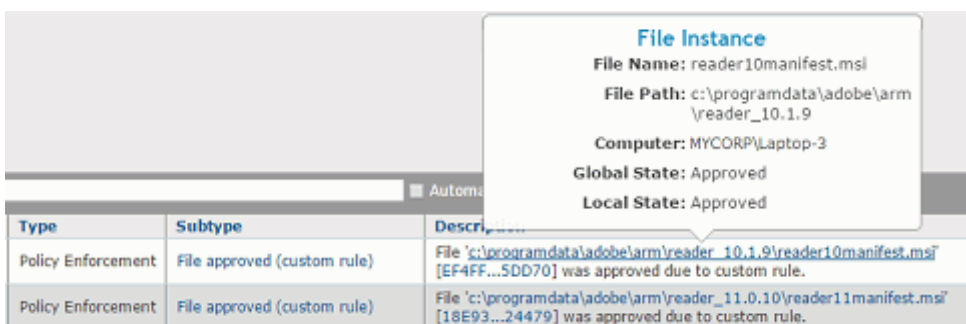 File Instance
File Name: reader10manifest.msi
File Path: c:\programdata\adobe\arm
\reader_10.1.9
Computer: MYCORP\Laptop-3
Global State: Approved
Local State: Approved
Automa
Type Subtype Descr
Policy Enforcement File approved (custom rule) File 'c:\programdata\adobe\arm\reader_10.1.9\reader10manifest.msi'
[EF4FF...5DD70] was approved due to custom rule.
Policy Enforcement File approved (custom rule) File 'c:\programdata\adobe\arm\reader_11.0.10\reader11manifest.msi'
[18E93...24479] was approved due to custom rule.